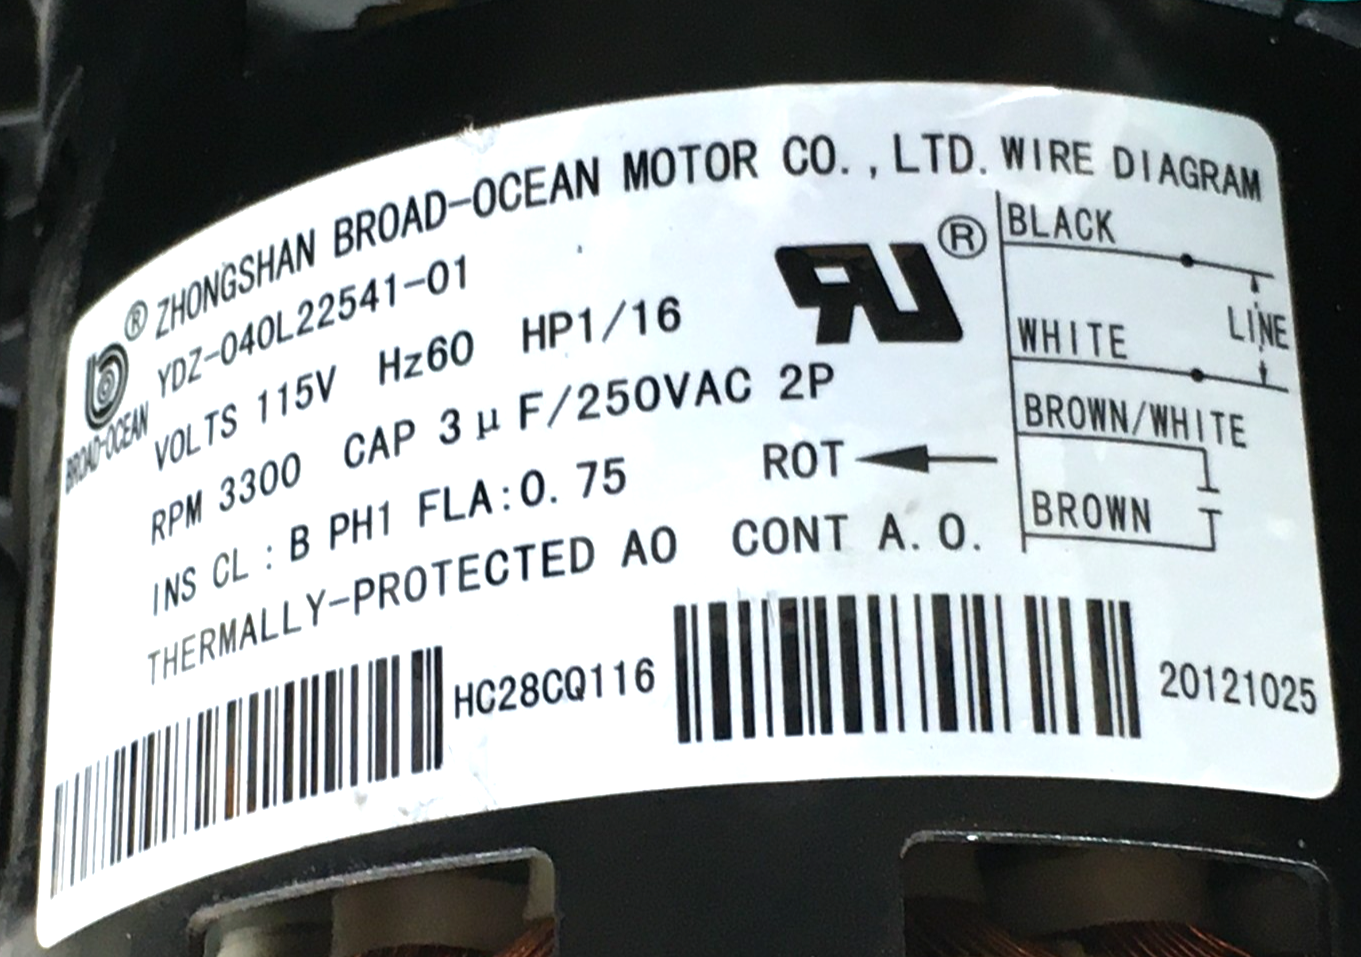 ® ZHONGSHAN BROAD-OCEAN MOTOR CO., LTD.
BROAD-OCEAN
YDZ-040L22541-01
VOLTS 115V Hz60 HP1/16
RPM 3300 CAP 3μF/250VAC 2P
INS CL : B PH1 FLA:0.75 ROT
THERMALLY-PROTECTED AO CONT A.O.
HC28CQ116
20121025
®
WIRE DIAGRAM
BLACK
LINE
WHITE
BROWN/WHITE
BROWN